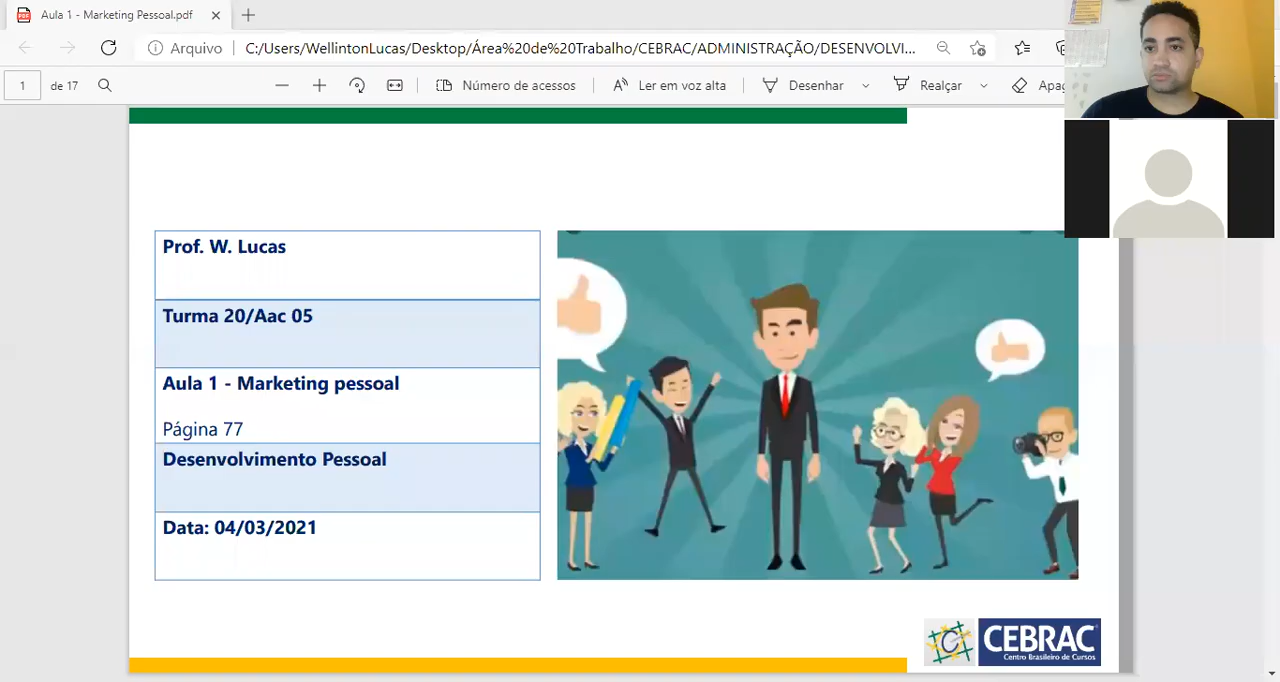 Aula 1 - Marketing Pessoal.pdf
Arquivo
C:/Users/WellintonLucas/Desktop/Área%20de%20Trabalho/CEBRAC/ADMINISTRAÇÃO/DESENVOLVI...
1 de 17
Número de acessos
Ler em voz alta
Desenhar
Realçar
Apag
Prof. W. Lucas
Turma 20/Aac 05
Aula 1 - Marketing pessoal
Página 77
Desenvolvimento Pessoal
Data: 04/03/2021
C
CEBRAC
Centro Brasileiro de Cursos